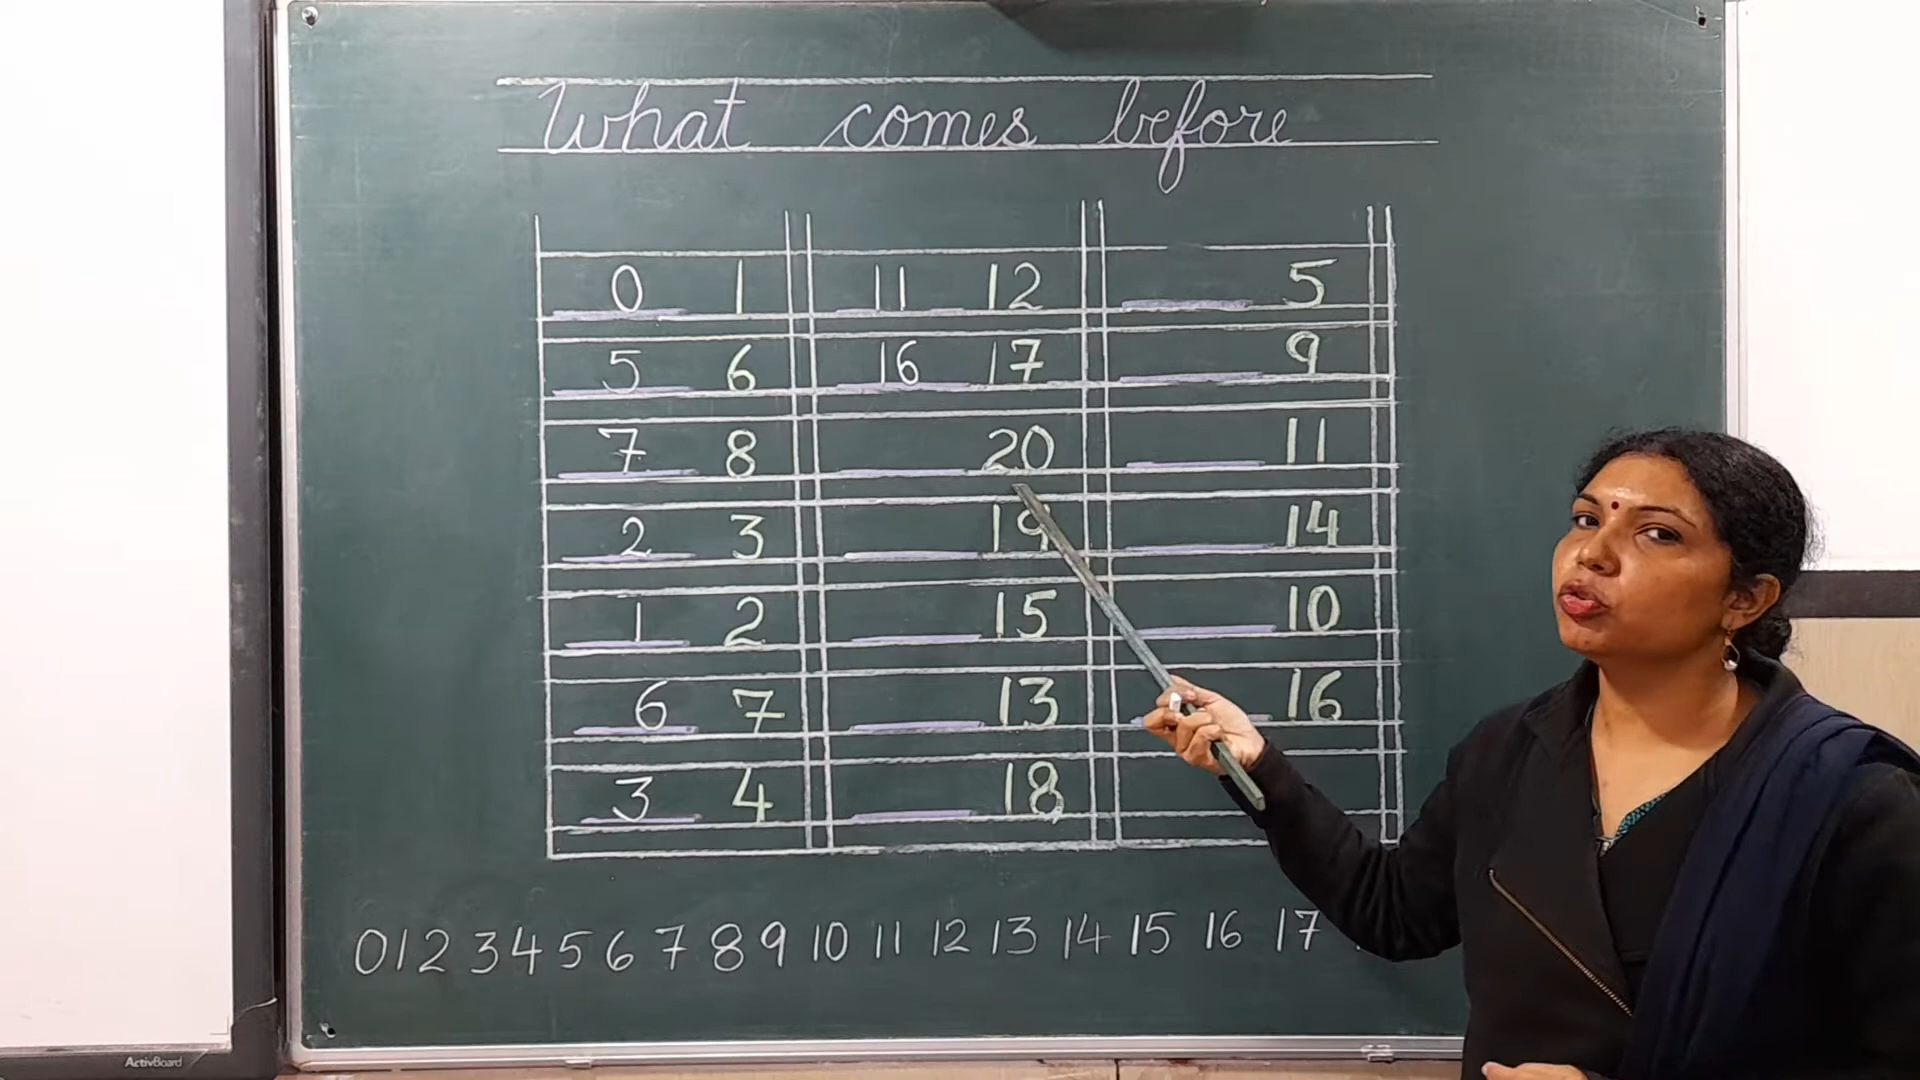 What comes before
0 1 11 12 5
5 6 16 17 9
7 8 20 11
2 3 19 14
1 2 15 10
6 7 13 16
3 4 18
0 1 2 3 4 5 6 7 8 9 10 11 12 13 14 15 16 17
ActivBoard